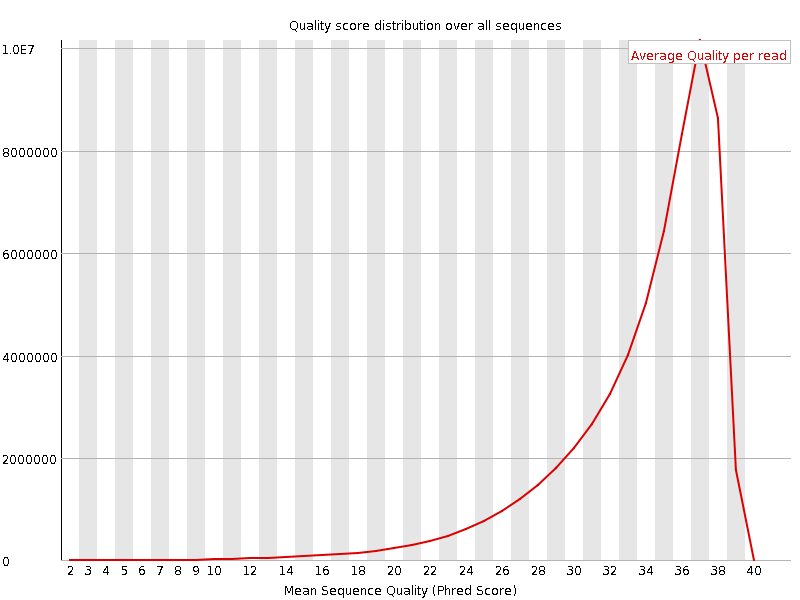 Quality score distribution over all sequences
Average Quality per read
1.0E7
8000000
6000000
4000000
2000000
0
2 3 4 5 6 7 8 9 10 12 14 16 18 20 22 24 26 28 30 32 34 36 38 40
Mean Sequence Quality (Phred Score)